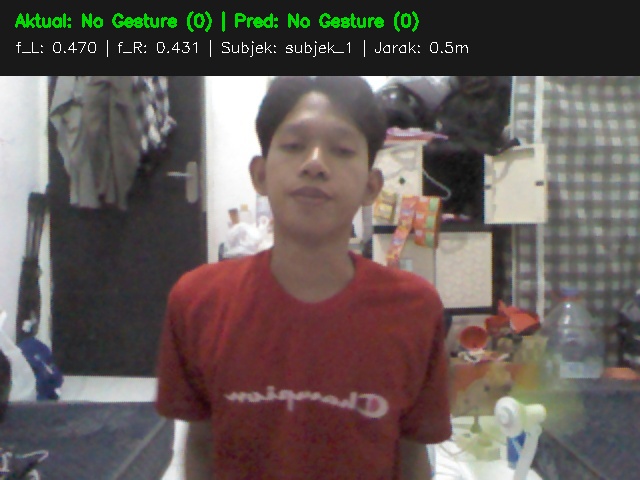 Aktual: No Gesture (0) | Pred: No Gesture (0)
f_L: 0.470 | f_R: 0.431 | Subjek: subjek_1 | Jarak: 0.5m
Champion